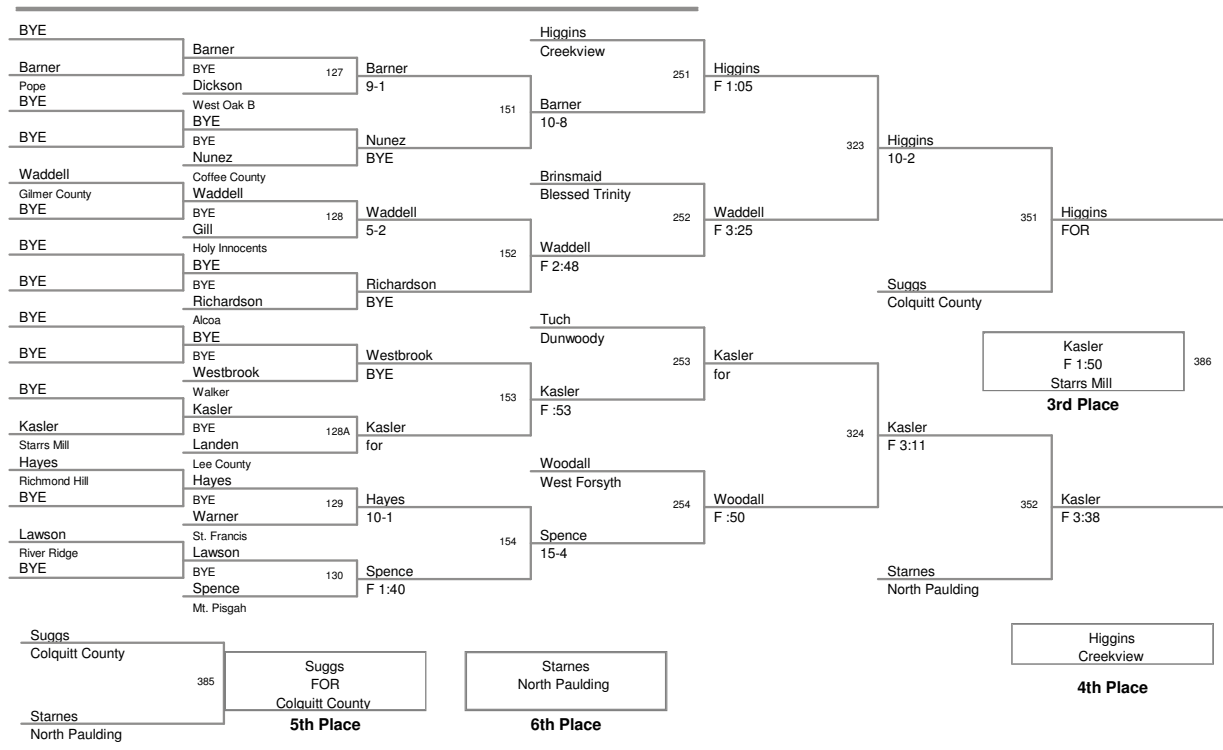 BYE
Barner
Pope
BYE
BYE
Waddell
Gilmer County
BYE
BYE
BYE
BYE
BYE
BYE
Kasler
Starrs Mill
Hayes
Richmond Hill
BYE
Lawson
River Ridge
BYE
Barner
BYE
127
Dickson
West Oak B
BYE
BYE
Nunez
Coffee County
Waddell
BYE
128
Gill
Holy Innocents
BYE
BYE
Richardson
Alcoa
BYE
BYE
Westbrook
Walker
Kasler
BYE
128A
Landen
Lee County
Hayes
BYE
129
Warner
St. Francis
Lawson
BYE
130
Spence
Mt. Pisgah
Barner
9-1
151
Nunez
BYE
Waddell
5-2
152
Richardson
BYE
Westbrook
BYE
153
Kasler
for
Hayes
10-1
154
Spence
F 1:40
Higgins
Creekview
251
Barner
10-8
Brinsmaid
Blessed Trinity
252
Waddell
F 2:48
Tuch
Dunwoody
253
Kasler
F :53
Woodall
West Forsyth
254
Spence
15-4
Higgins
F 1:05
323
Waddell
F 3:25
Kasler
for
324
Woodall
F :50
Higgins
10-2
351
Suggs
Colquitt County
Kasler
F 3:11
352
Starnes
North Paulding
Higgins
FOR
Kasler
F 1:50
Starrs Mill
386
3rd Place
Kasler
F 3:38
Higgins
Creekview
4th Place
Suggs
Colquitt County
385
Starnes
North Paulding
Suggs
FOR
Colquitt County
5th Place
Starnes
North Paulding
6th Place